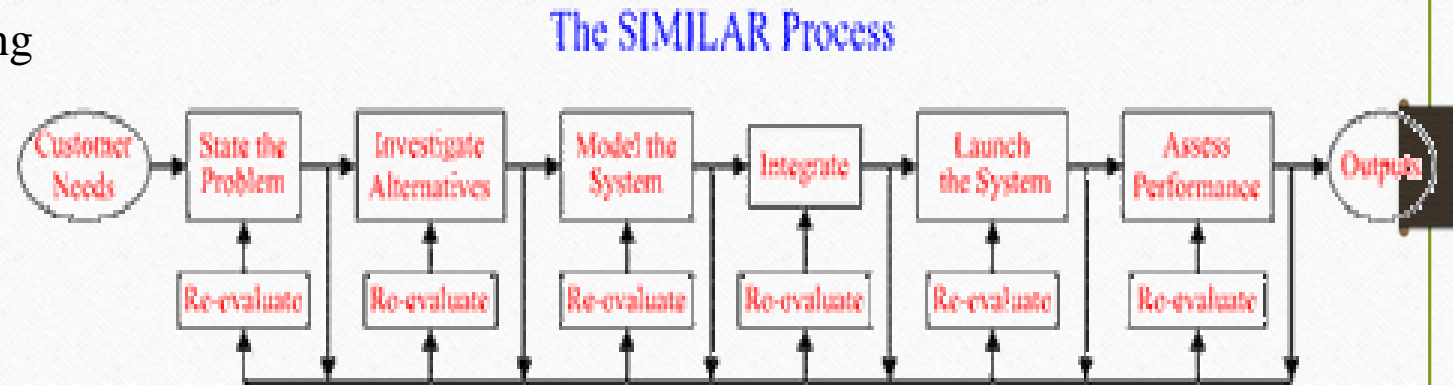 ng
The SIMILAR Process
Customer
Needs
State the
Problem
Investigate
Alternatives
Model the
System
Integrate
Launch
the System
Assess
Performance
Outputs
Re-evaluate
Re-evaluate
Re-evaluate
Re-evaluate
Re-evaluate
Re-evaluate